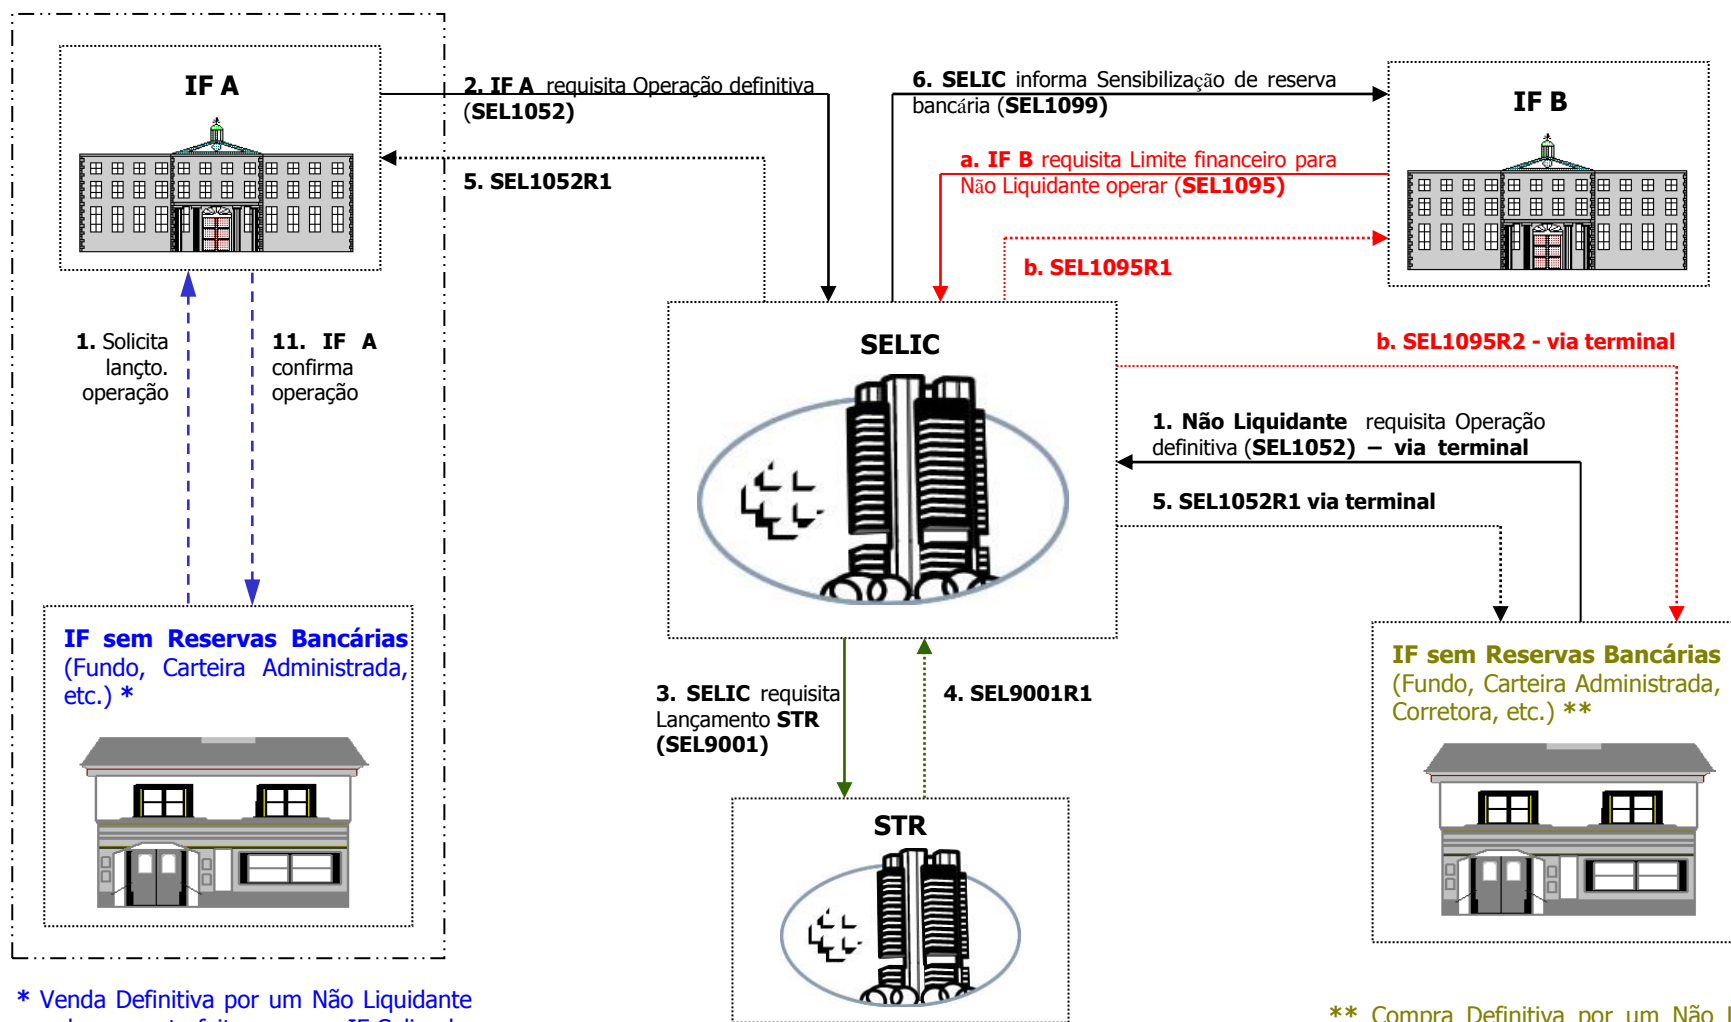 IF A
2. IF A requisita Operação definitiva
(SEL1052)
5. SEL1052R1
6. SELIC informa Sensibilização de reserva
bancária (SEL1099)
IF B
a. IF B requisita Limite financeiro para
Não Liquidante operar (SEL1095)
b. SEL1095R1
1. Solicita
lançto.
operação
11. IF A
confirma
operação
SELIC
b. SEL1095R2 - via terminal
1. Não Liquidante requisita Operação
definitiva (SEL1052) – via terminal
5. SEL1052R1 via terminal
IF sem Reservas Bancárias
(Fundo, Carteira Administrada,
etc.) *
3. SELIC requisita
Lançamento STR
(SEL9001)
4. SEL9001R1
IF sem Reservas Bancárias
(Fundo, Carteira Administrada,
Corretora, etc.) **
STR
* Venda Definitiva por um Não Liquidante
** Compra Definitiva por um Não